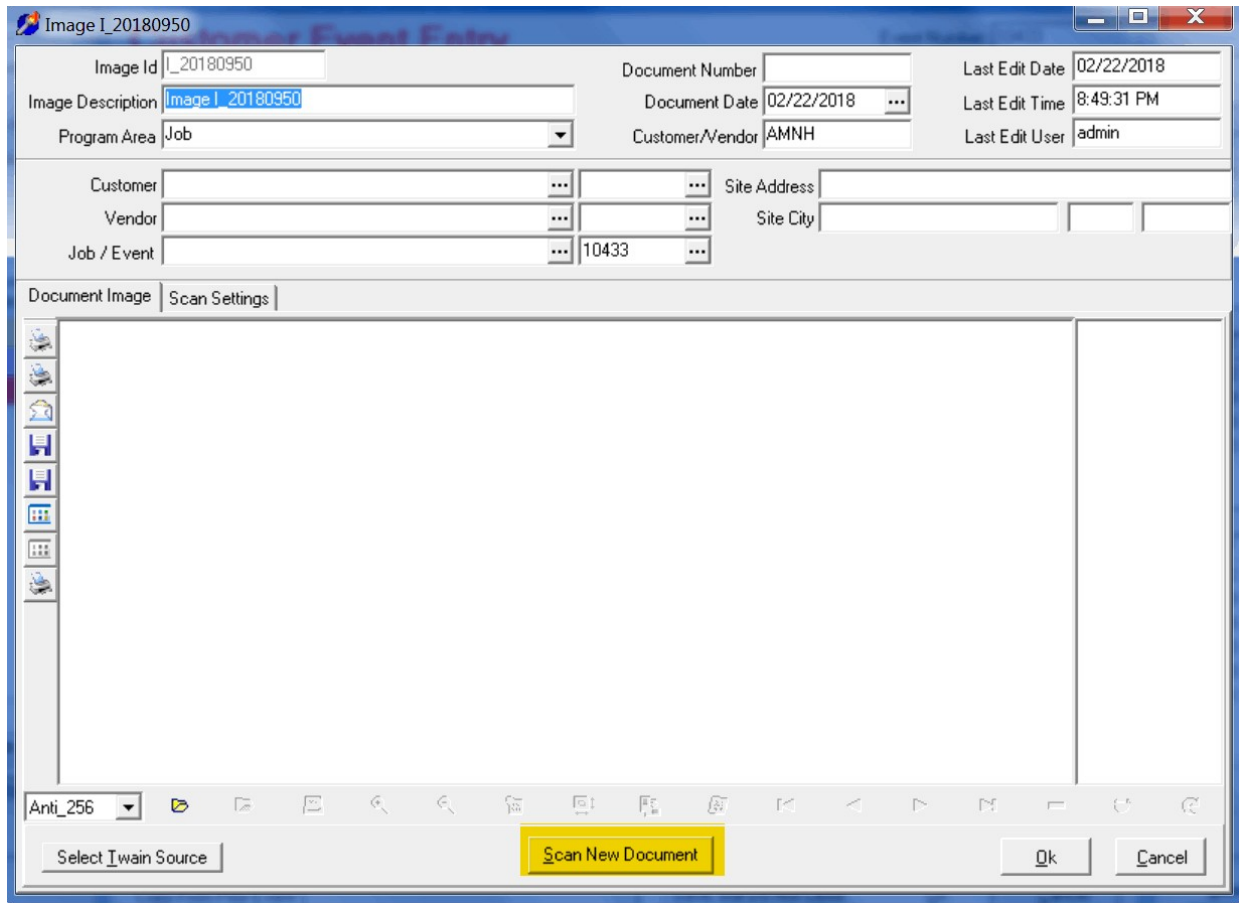 Image I_20180950
Customer Event Entry
Image Id I_20180950 Document Number Last Edit Date 02/22/2018
Image Description Image I_20180950 Document Date 02/22/2018 ... Last Edit Time 8:49:31 PM
Program Area Job Customer/Vendor AMNH Last Edit User admin
Customer ... ... Site Address
Vendor ... ... Site City
Job / Event ... 10433 ...
Document Image Scan Settings
Anti_256
Select Twain Source Scan New Document Ok Cancel